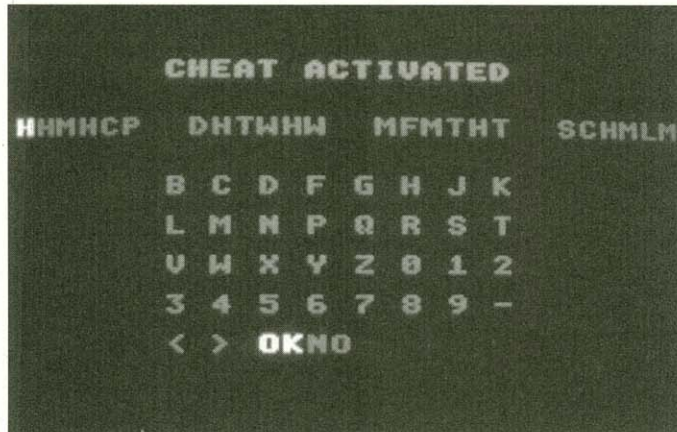 CHEAT ACTIVATED
HHMHCP DHTWHW MFMTHT SCHMLM
B C D F G H J K
L M N P Q R S T
V W X Y Z 0 1 2
3 4 5 6 7 8 9 -
< > OKNO